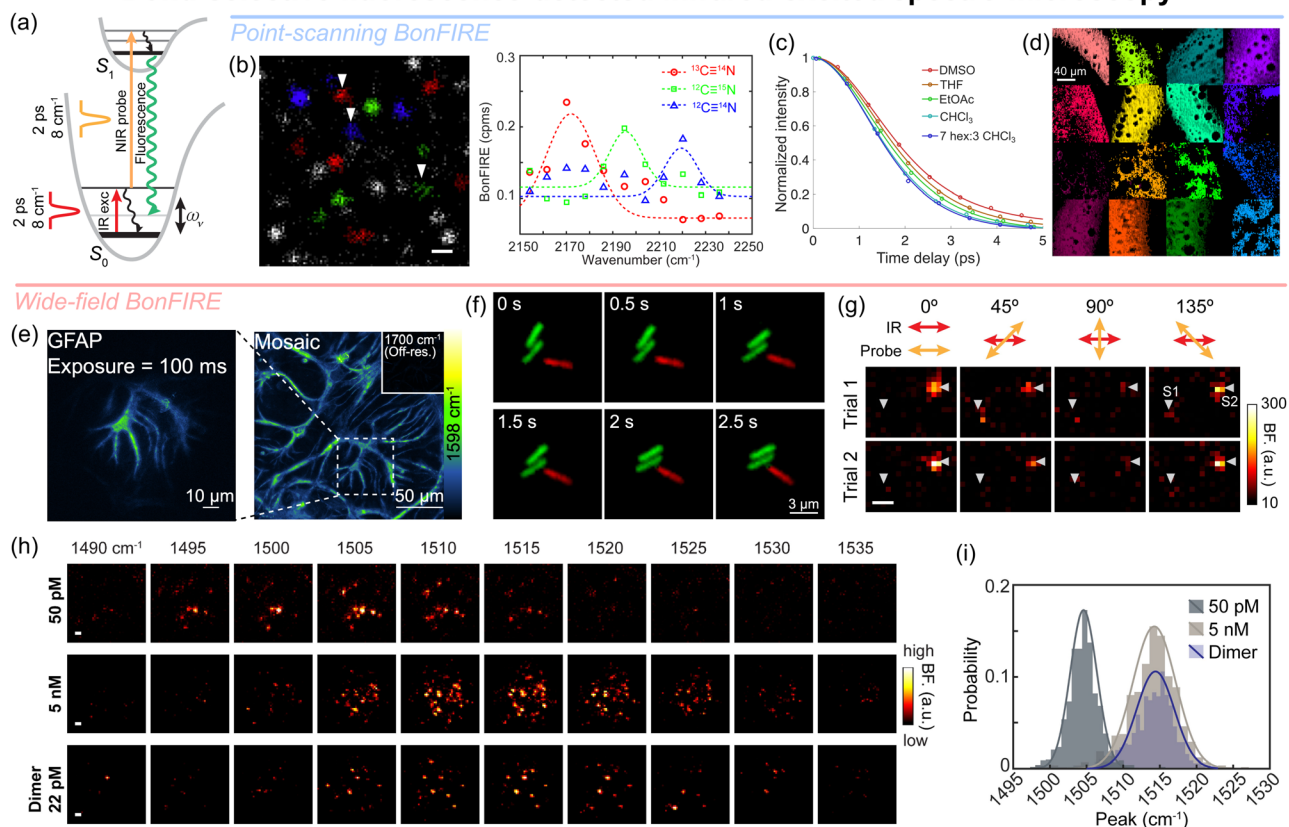 Point-scanning BonFIRE
(a)
S1
2 ps
8 cm⁻¹
NIR probe
Fluorescence
2 ps
8 cm⁻¹
IR exc
ωᵥ
S0
(b)
BonFIRE (cpms)
0.3
0.2
0.1
¹³C≡¹⁴N
¹²C≡¹⁵N
¹²C≡¹⁴N
2150 2170 2190 2210 2230 2250
Wavenumber (cm⁻¹)
(c)
Normalized intensity
1
0.8
0.6
0.4
0.2
0
DMSO
THF
EtOAc
CHCl₃
7 hex:3 CHCl₃
0 1 2 3 4 5
Time delay (ps)
(d)
40 µm
Wide-field BonFIRE
(e)
GFAP
Exposure = 100 ms
10 µm
Mosaic
1700 cm⁻¹
(Off-res.)
50 µm
1598 cm⁻¹
(f)
0 s 0.5 s 1 s
1.5 s 2 s 2.5 s
3 µm
(g)
0º 45º 90º 135º
IR
Probe
Trial 1
S1
S2
Trial 2
300
BF. (a.u.)
10
(h)
1490 cm⁻¹ 1495 1500 1505 1510 1515 1520 1525 1530 1535
50 pM
5 nM
Dimer
22 pM
high
BF. (a.u.)
low
(i)
Probability
0.2
0.1
0
50 pM
5 nM
Dimer
1495 1500 1505 1510 1515 1520 1525 1530
Peak (cm⁻¹)